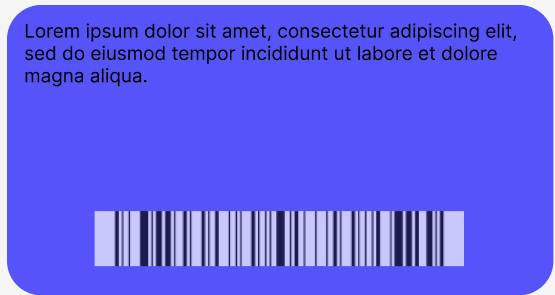 Lorem ipsum dolor sit amet, consectetur adipiscing elit,
sed do eiusmod tempor incididunt ut labore et dolore
magna aliqua.